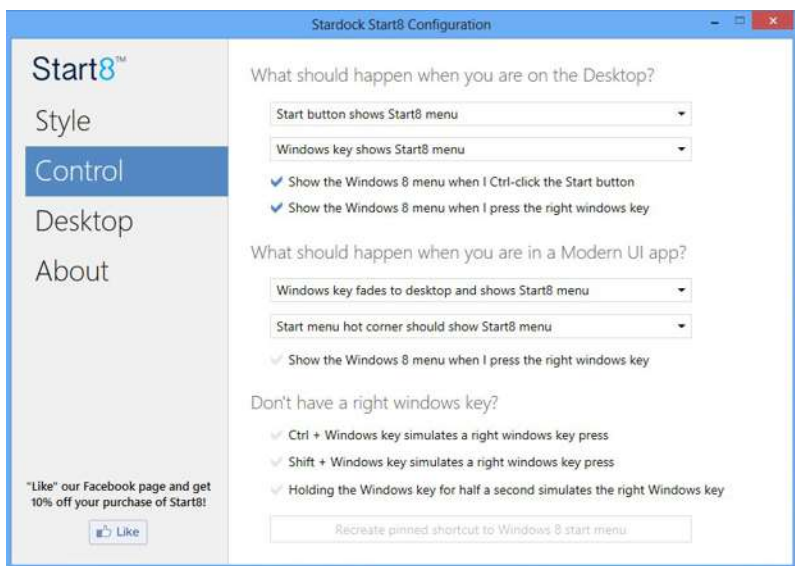 Stardock Start8 Configuration
Start8™
Style
Control
Desktop
About
"Like" our Facebook page and get
10% off your purchase of Start8!
Like
What should happen when you are on the Desktop?
Start button shows Start8 menu
Windows key shows Start8 menu
Show the Windows 8 menu when I Ctrl-click the Start button
Show the Windows 8 menu when I press the right windows key
What should happen when you are in a Modern UI app?
Windows key fades to desktop and shows Start8 menu
Start menu hot corner should show Start8 menu
Show the Windows 8 menu when I press the right windows key
Don't have a right windows key?
Ctrl + Windows key simulates a right windows key press
Shift + Windows key simulates a right windows key press
Holding the Windows key for half a second simulates the right Windows key
Recreate pinned shortcut to Windows 8 start menu